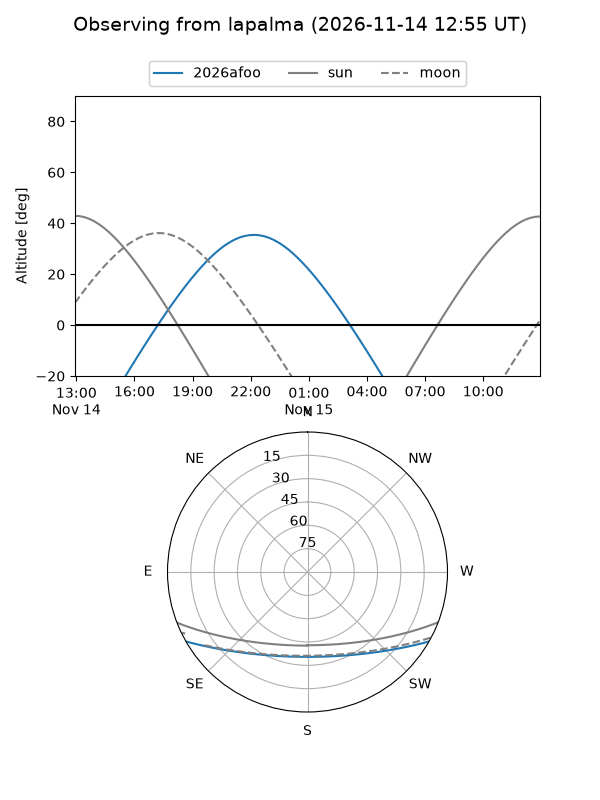 Observing from lapalma (2026-11-14 12:55 UT)
2026afoo sun moon
Altitude [deg]
80
60
40
20
0
−20
13:00 16:00 19:00 22:00 01:00 04:00 07:00 10:00
Nov 14 Nov 15
N
NE NW
15
30
45
60
75
E W
SE SW
S